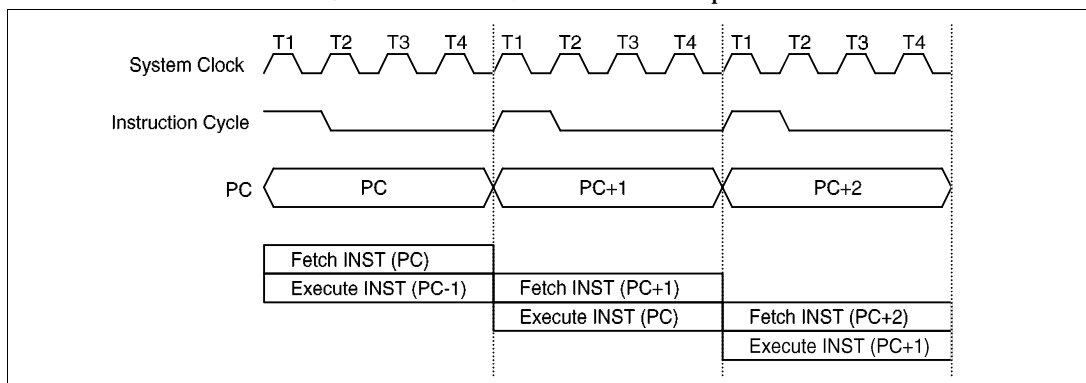 T1 T2 T3 T4 T1 T2 T3 T4 T1 T2 T3 T4
System Clock
Instruction Cycle
PC PC PC+1 PC+2
Fetch INST (PC)
Execute INST (PC-1) Fetch INST (PC+1)
Execute INST (PC) Fetch INST (PC+2)
Execute INST (PC+1)